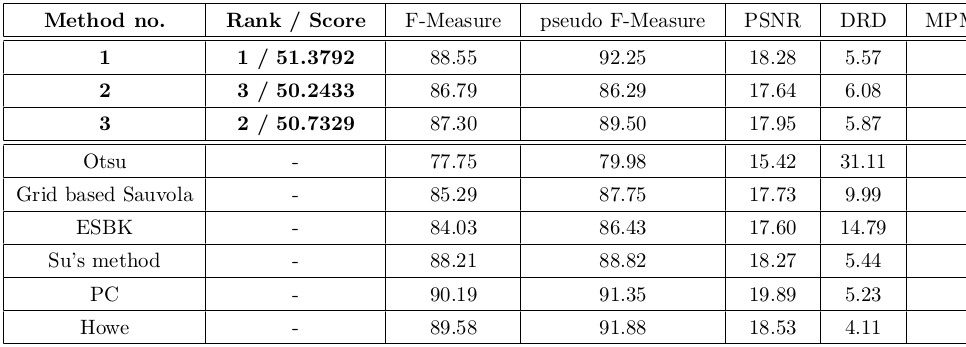 Method no. Rank / Score F-Measure pseudo F-Measure PSNR DRD
1 1 / 51.3792 88.55 92.25 18.28 5.57
2 3 / 50.2433 86.79 86.29 17.64 6.08
3 2 / 50.7329 87.30 89.50 17.95 5.87
Otsu - 77.75 79.98 15.42 31.11
Grid based Sauvola - 85.29 87.75 17.73 9.99
ESBK - 84.03 86.43 17.60 14.79
Su's method - 88.21 88.82 18.27 5.44
PC - 90.19 91.35 19.89 5.23
Howe - 89.58 91.88 18.53 4.11